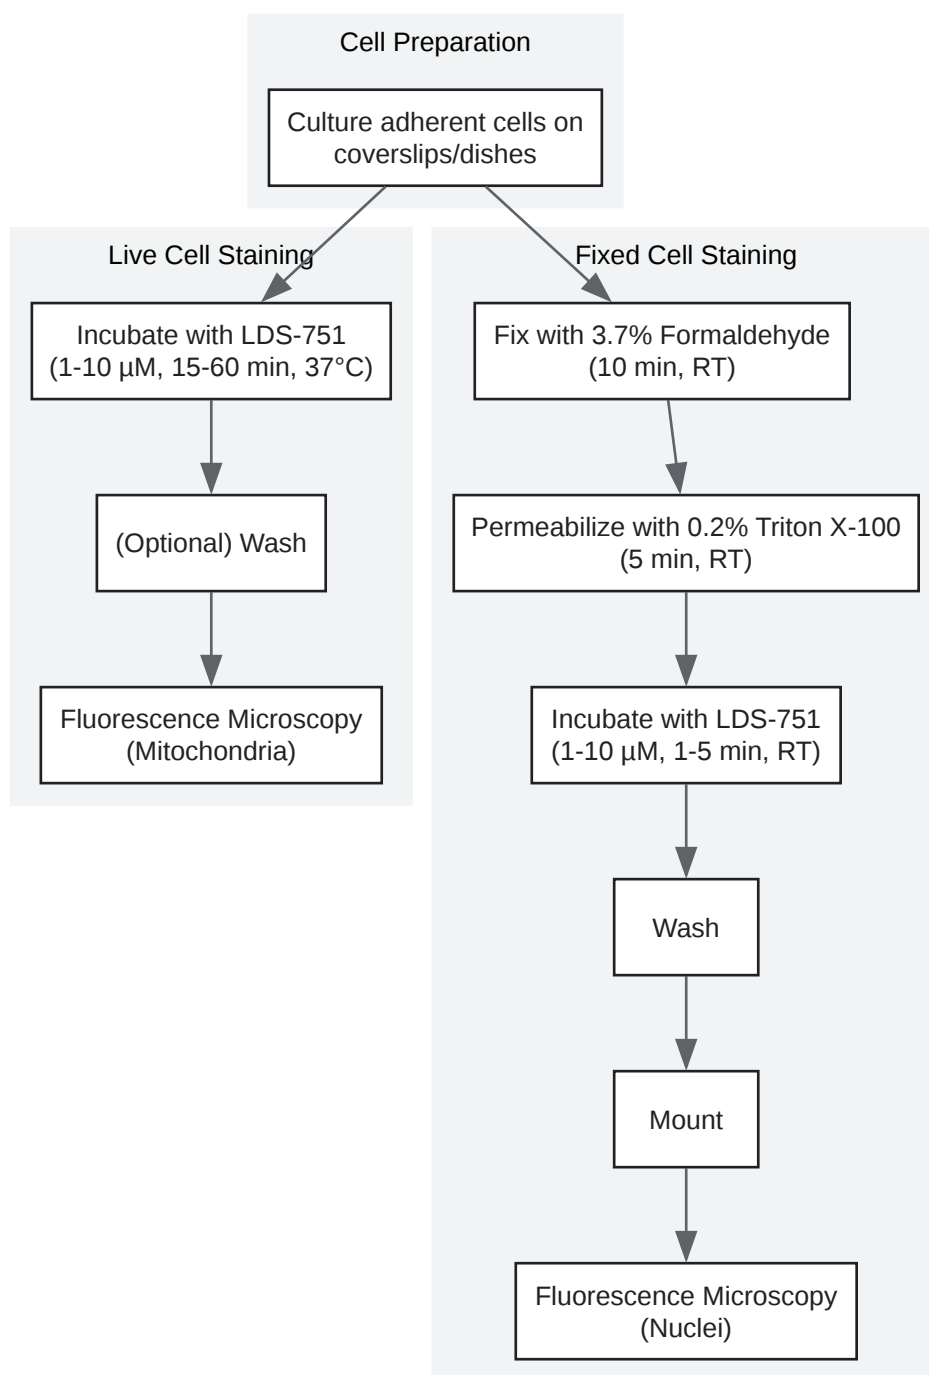 Cell Preparation
Culture adherent cells on
coverslips/dishes
Live Cell Staining
Incubate with LDS-751
(1-10 µM, 15-60 min, 37°C)
(Optional) Wash
Fluorescence Microscopy
(Mitochondria)
Fixed Cell Staining
Fix with 3.7% Formaldehyde
(10 min, RT)
Permeabilize with 0.2% Triton X-100
(5 min, RT)
Incubate with LDS-751
(1-10 µM, 1-5 min, RT)
Wash
Mount
Fluorescence Microscopy
(Nuclei)